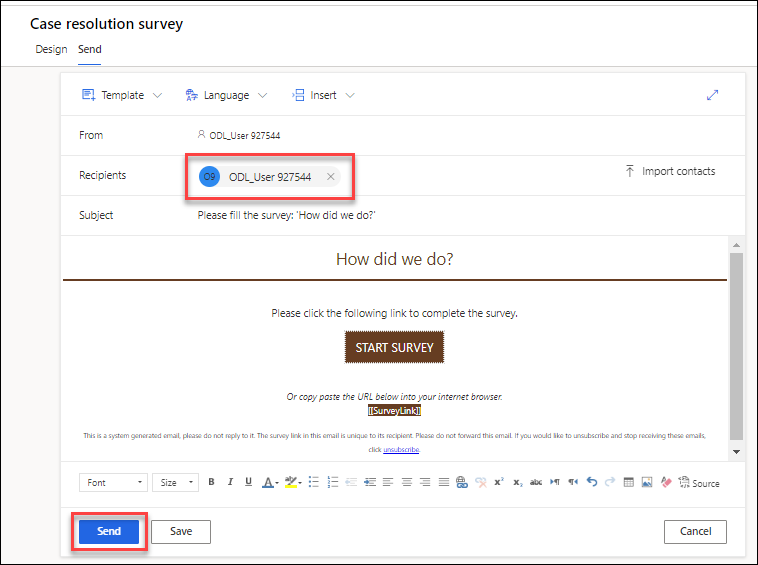 Case resolution survey
Design Send
Template Language Insert
From ODL_User 927544
Recipients O9 ODL_User 927544 Import contacts
Subject Please fill the survey: 'How did we do?'
How did we do?
Please click the following link to complete the survey.
START SURVEY
Or copy paste the URL below into your internet browser.
[[SurveyLink]]
This is a system generated email, please do not reply to it. The survey link in this email is unique to its recipient. Please do not forward this email. If you would like to unsubscribe and stop receiving these emails,
click unsubscribe.
Font Size B I U A ab x² x₂ abc Source
Send Save Cancel